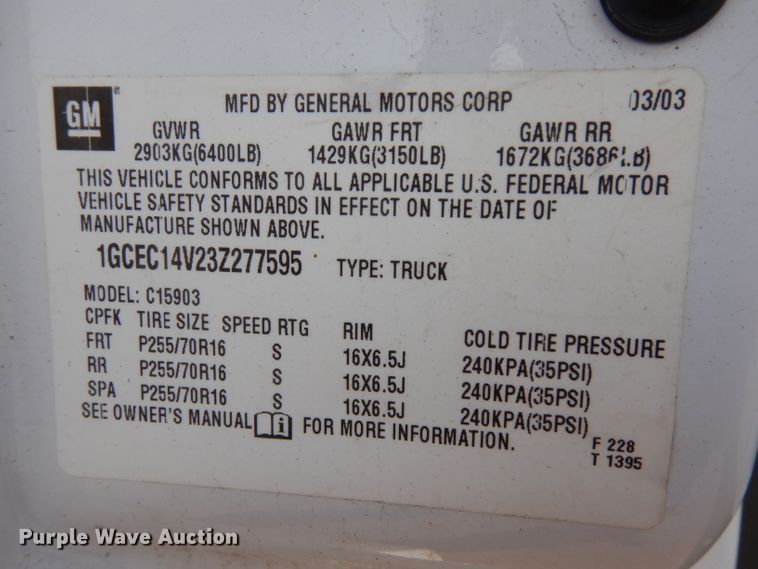 GM
MFD BY GENERAL MOTORS CORP 03/03
GVWR GAWR FRT GAWR RR
2903KG(6400LB) 1429KG(3150LB) 1672KG(3686LB)
THIS VEHICLE CONFORMS TO ALL APPLICABLE U.S. FEDERAL MOTOR
VEHICLE SAFETY STANDARDS IN EFFECT ON THE DATE OF
MANUFACTURE SHOWN ABOVE.
1GCEC14V23Z277595 TYPE: TRUCK
MODEL: C15903
CPFK TIRE SIZE SPEED RTG RIM COLD TIRE PRESSURE
FRT P255/70R16 S 16X6.5J 240KPA(35PSI)
RR P255/70R16 S 16X6.5J 240KPA(35PSI)
SPA P255/70R16 S 16X6.5J 240KPA(35PSI)
SEE OWNER'S MANUAL i FOR MORE INFORMATION.
F 228
T 1395
Purple Wave Auction